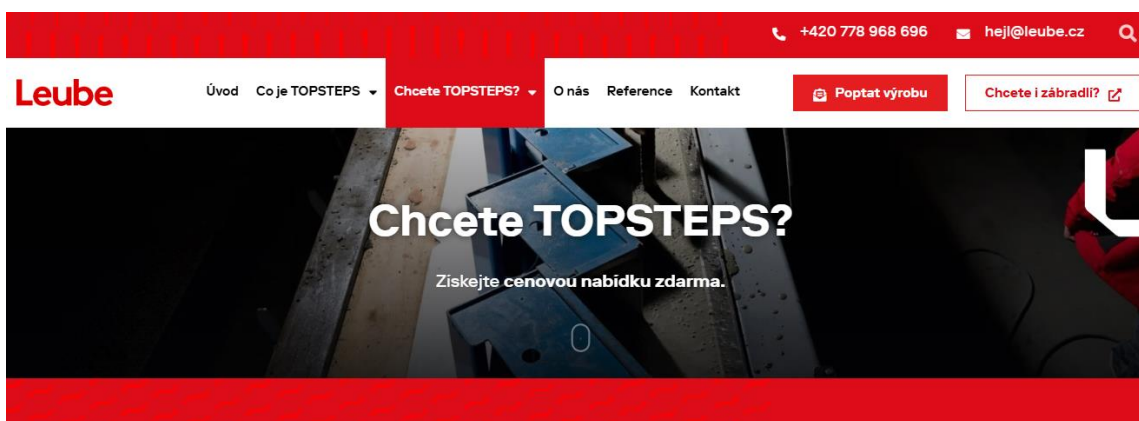 +420 778 968 696 hejl@leube.cz
Leube Úvod Co je TOPSTEPS Chcete TOPSTEPS? O nás Reference Kontakt Poptat výrobu Chcete i zábradlí?
Chcete TOPSTEPS?
Získejte cenovou nabídku zdarma.